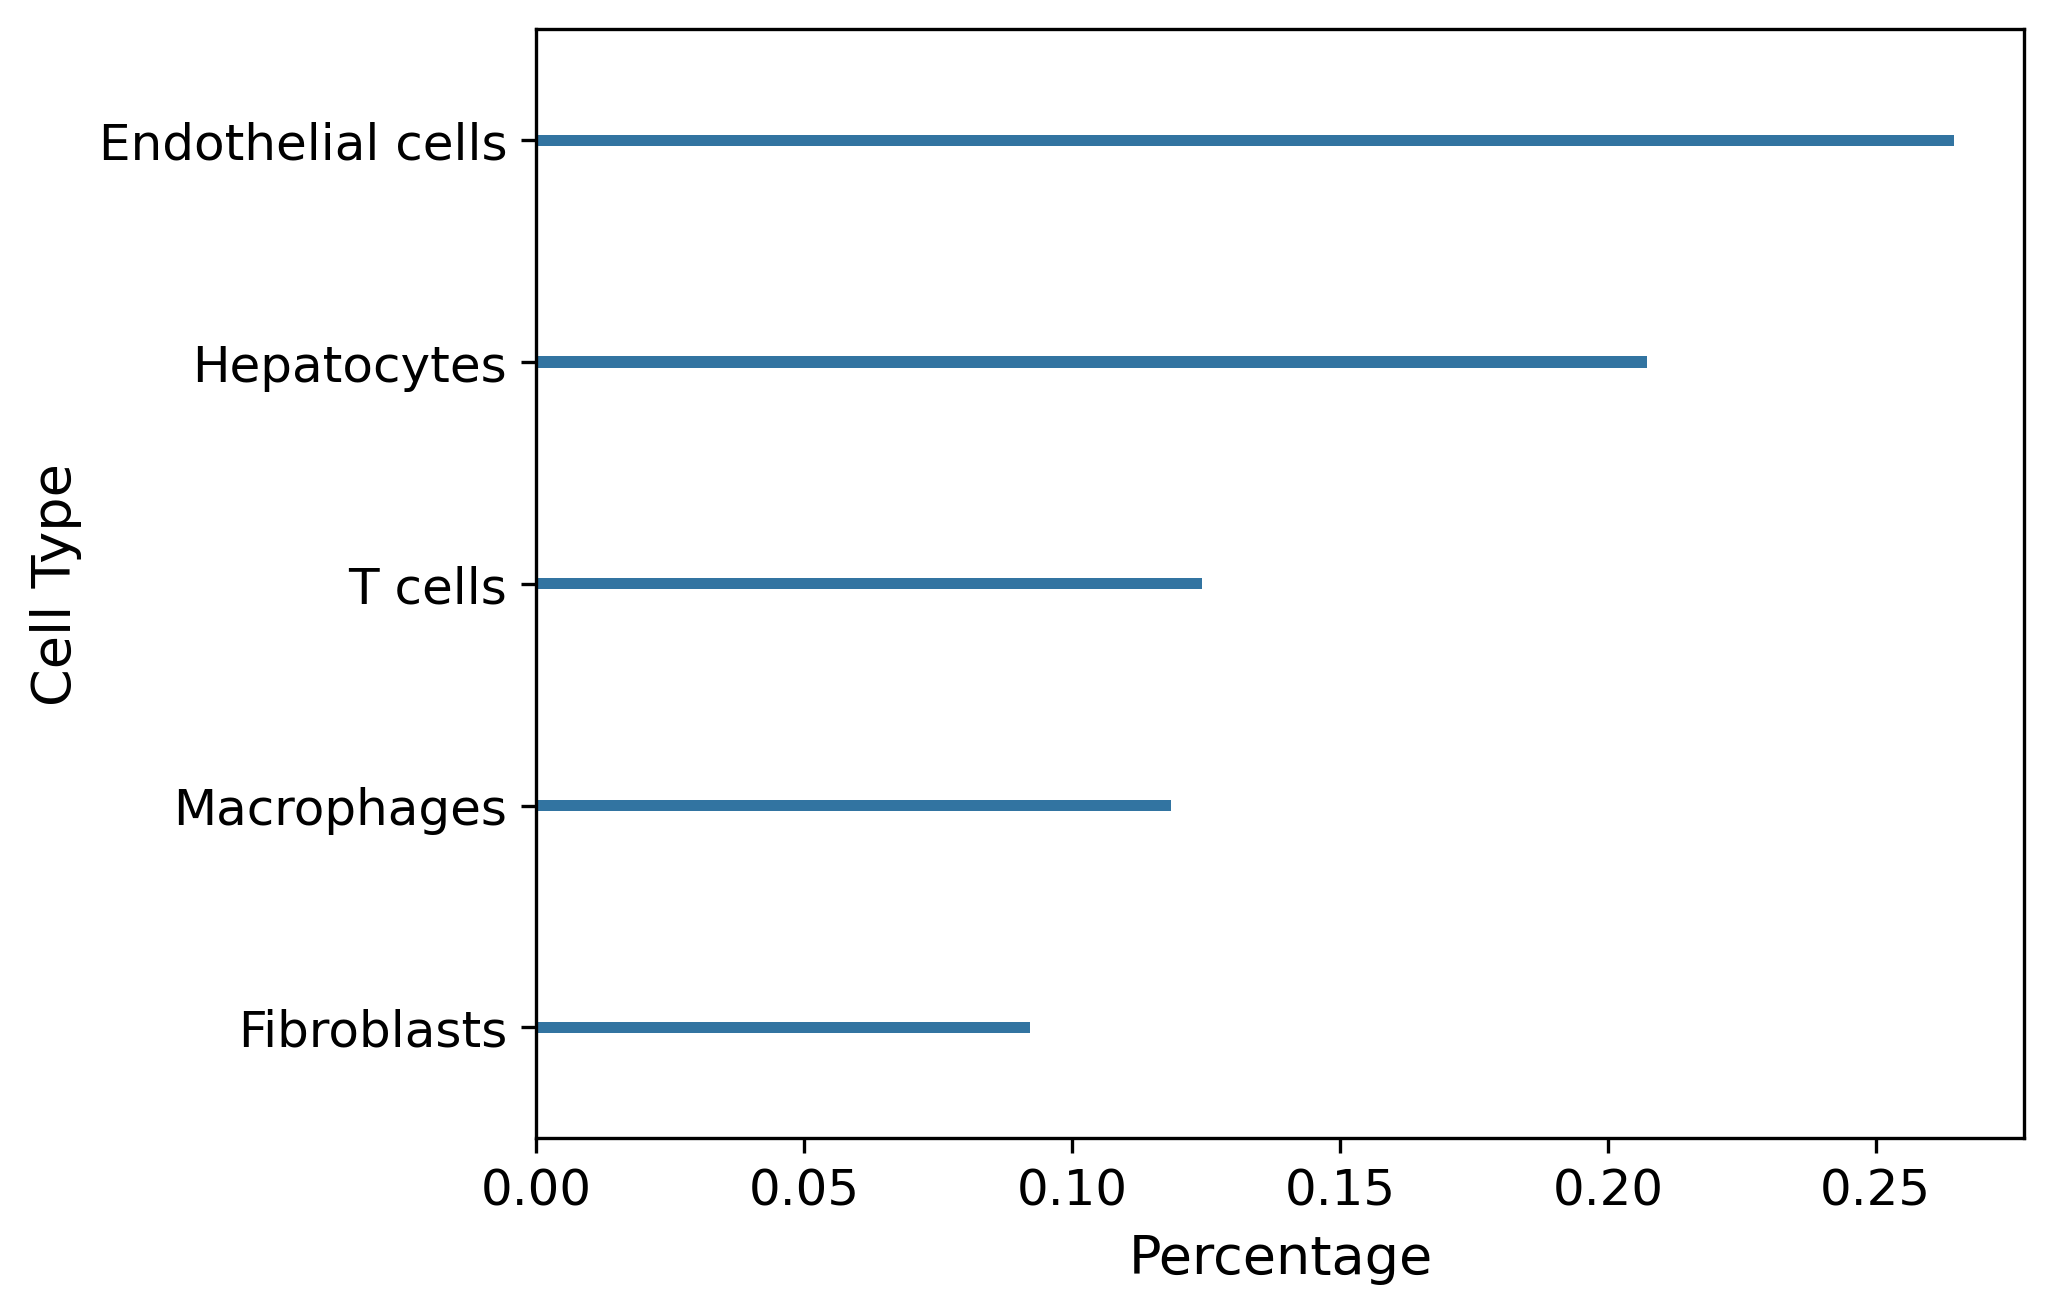 Endothelial cells
Hepatocytes
T cells
Macrophages
Fibroblasts
Cell Type
0.00 0.05 0.10 0.15 0.20 0.25
Percentage